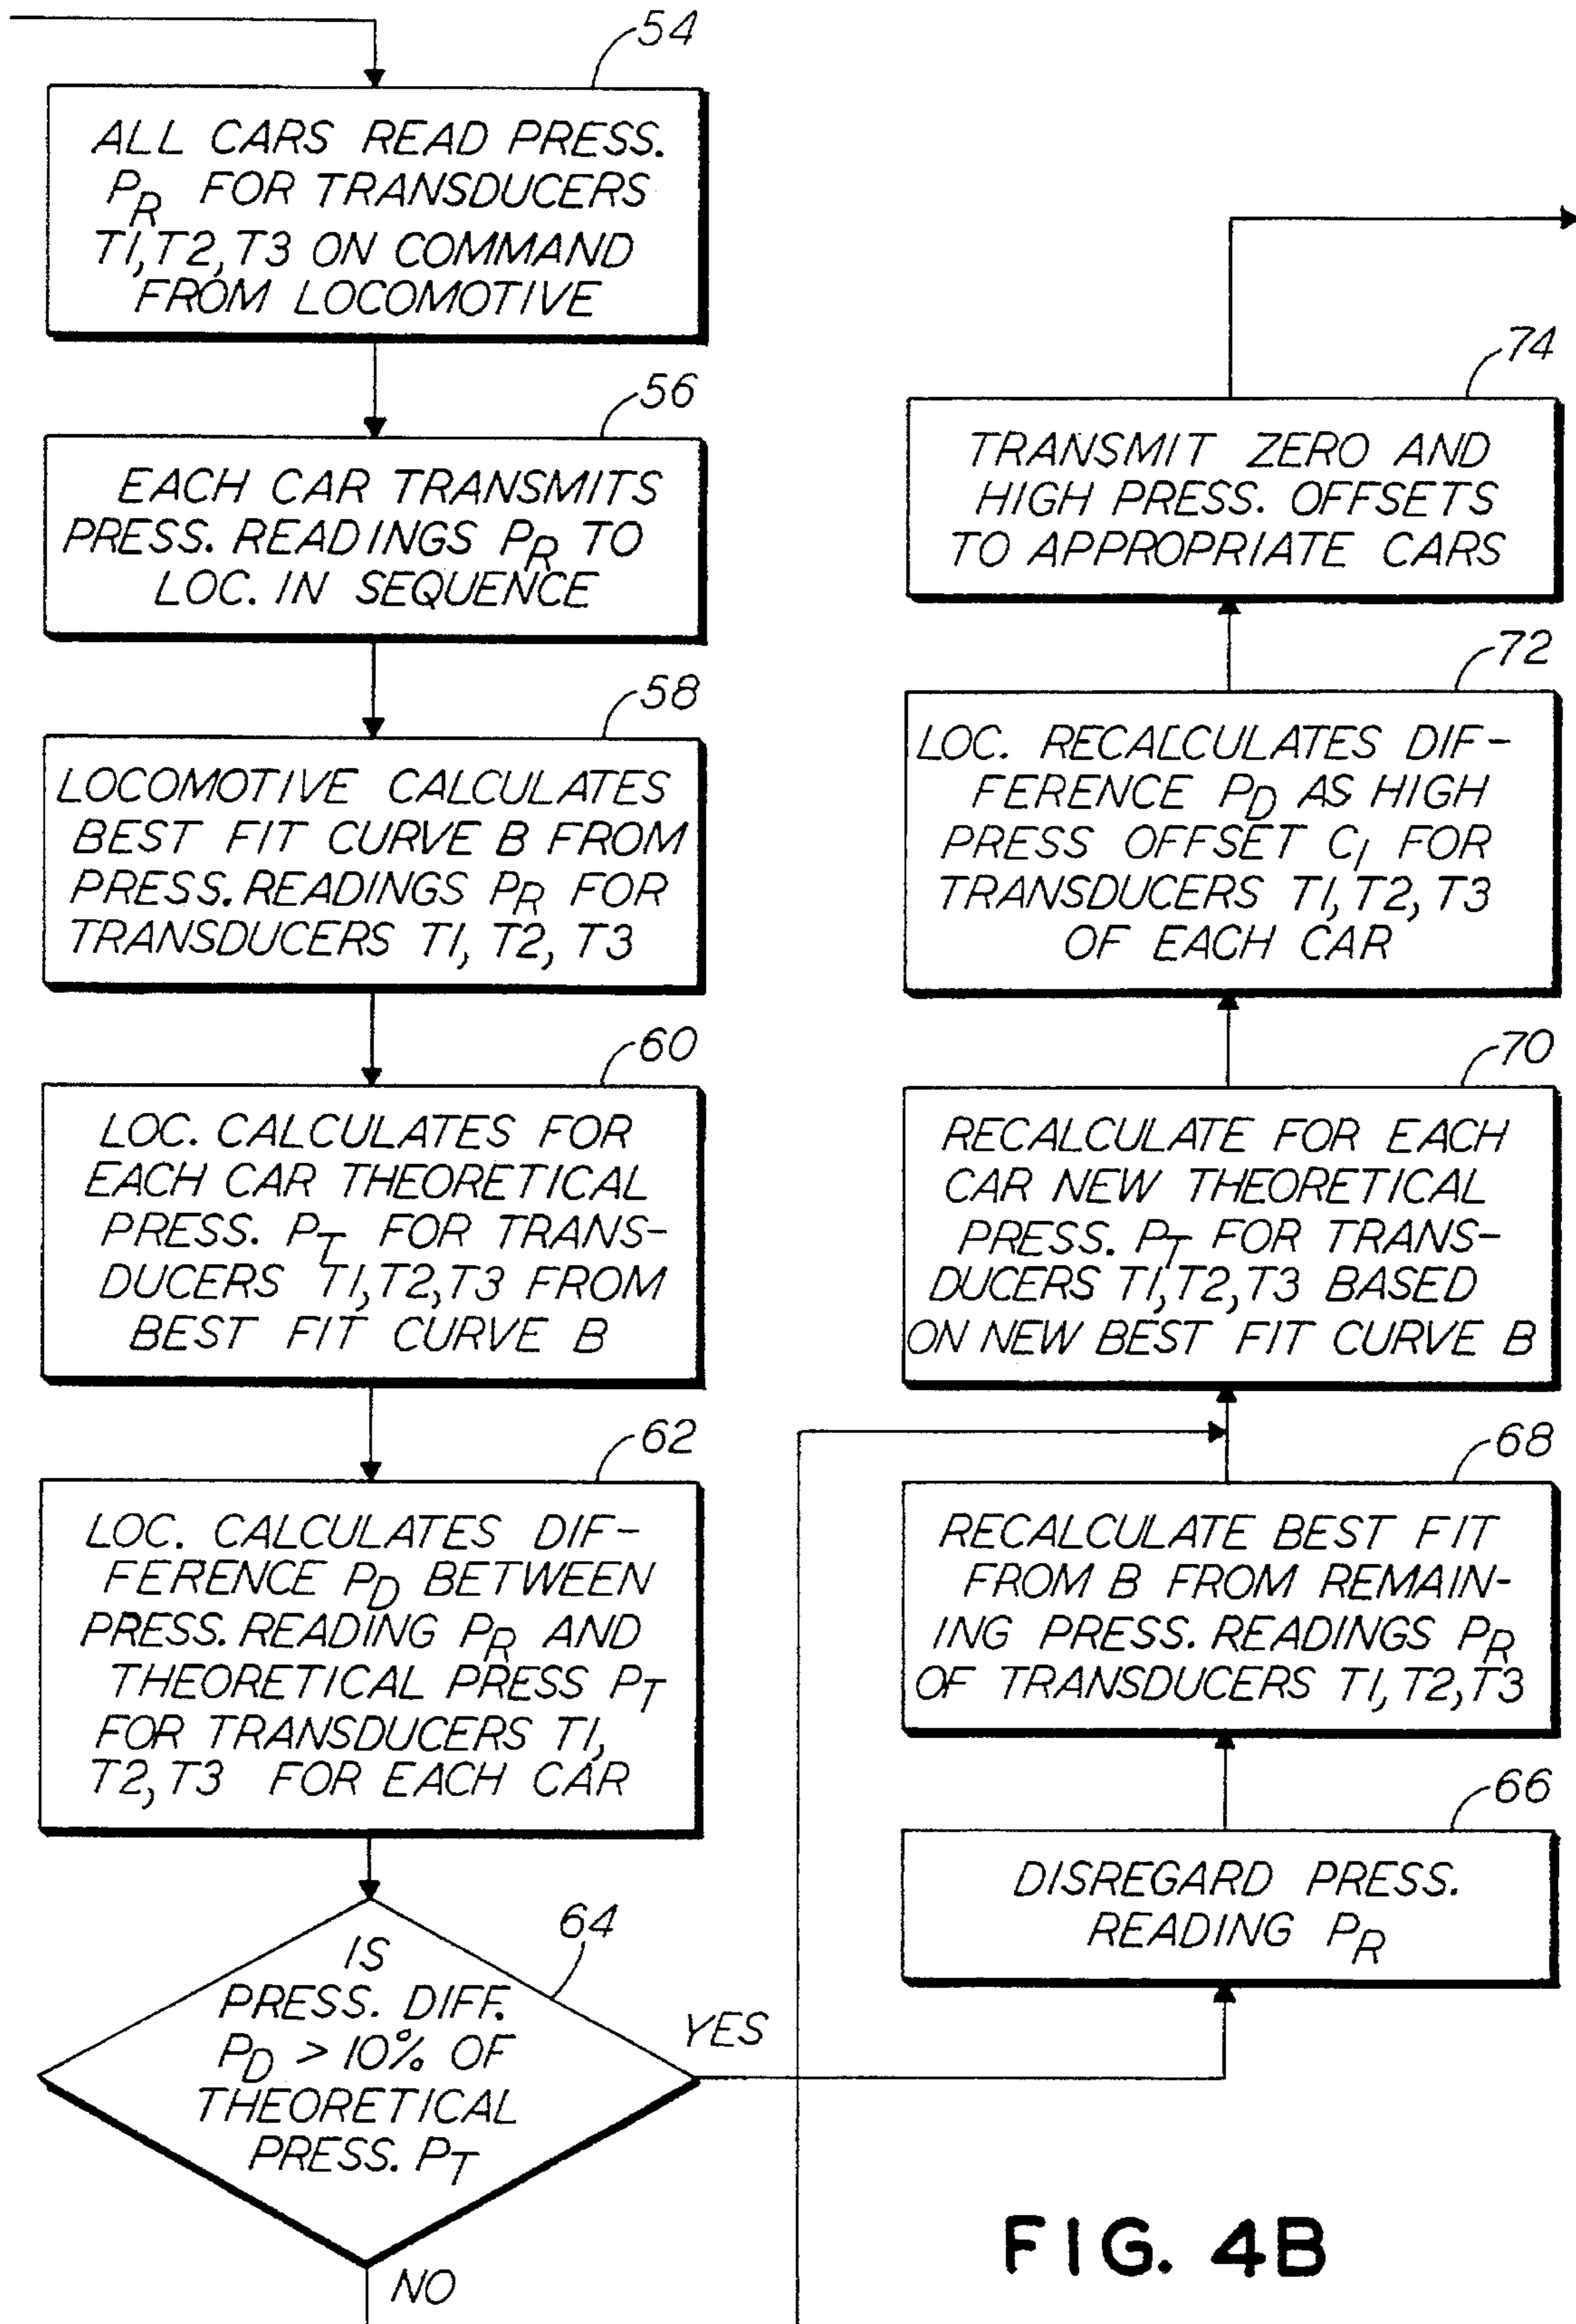 54
ALL CARS READ PRESS.
PR FOR TRANSDUCERS
T1, T2, T3 ON COMMAND
FROM LOCOMOTIVE
56
EACH CAR TRANSMITS
PRESS. READINGS PR TO
LOC. IN SEQUENCE
58
LOCOMOTIVE CALCULATES
BEST FIT CURVE B FROM
PRESS. READINGS PR FOR
TRANSDUCERS T1, T2, T3
60
LOC. CALCULATES FOR
EACH CAR THEORETICAL
PRESS. PT FOR TRANS-
DUCERS T1, T2, T3 FROM
BEST FIT CURVE B
62
LOC. CALCULATES DIF-
FERENCE PD BETWEEN
PRESS. READING PR AND
THEORETICAL PRESS PT
FOR TRANSDUCERS T1,
T2, T3 FOR EACH CAR
64
IS
PRESS. DIFF.
PD > 10% OF
THEORETICAL
PRESS. PT
YES
NO
74
TRANSMIT ZERO AND
HIGH PRESS. OFFSETS
TO APPROPRIATE CARS
72
LOC. RECALCULATES DIF-
FERENCE PD AS HIGH
PRESS OFFSET C1 FOR
TRANSDUCERS T1, T2, T3
OF EACH CAR
70
RECALCULATE FOR EACH
CAR NEW THEORETICAL
PRESS. PT FOR TRANS-
DUCERS T1, T2, T3 BASED
ON NEW BEST FIT CURVE B
68
RECALCULATE BEST FIT
FROM B FROM REMAIN-
ING PRESS. READINGS PR
OF TRANSDUCERS T1, T2, T3
66
DISREGARD PRESS.
READING PR
FIG. 4B